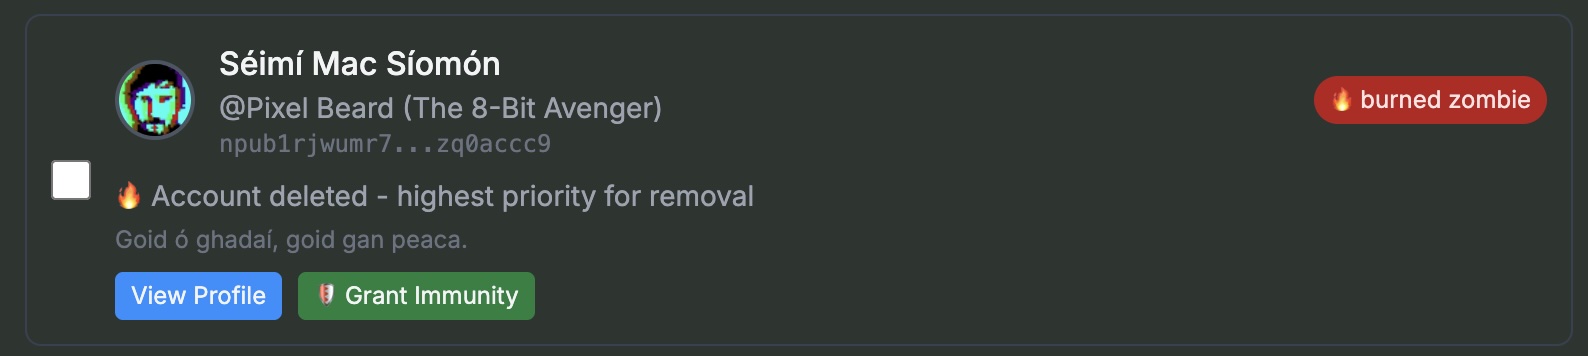 Séimí Mac Síomón
@Pixel Beard (The 8-Bit Avenger)
npub1rjwumr7...zq0accc9
🔥 burned zombie
🔥 Account deleted - highest priority for removal
Goid ó ghadaí, goid gan peaca.
View Profile
🛡️ Grant Immunity